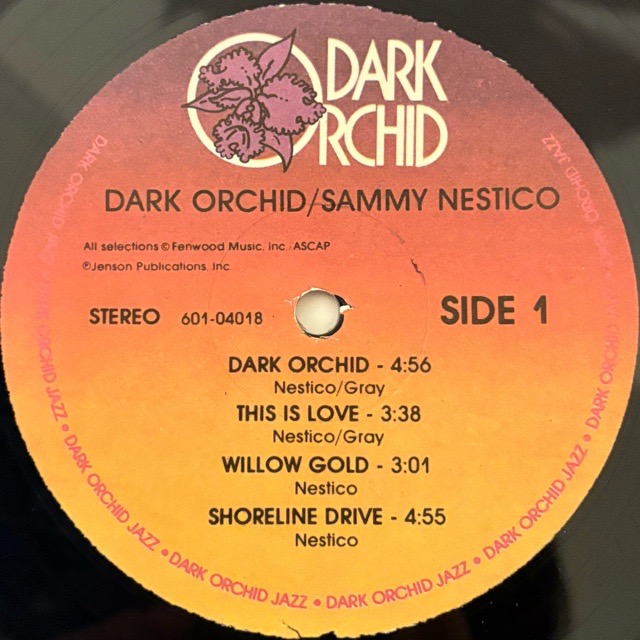 DARK
ORCHID
DARK ORCHID/SAMMY NESTICO
All selections © Fenwood Music, Inc./ASCAP
℗Jenson Publications, Inc.
STEREO 601-04018 SIDE 1
DARK ORCHID - 4:56
Nestico/Gray
THIS IS LOVE - 3:38
Nestico/Gray
WILLOW GOLD - 3:01
Nestico
SHORELINE DRIVE - 4:55
Nestico
DARK ORCHID JAZZ • DARK ORCHID JAZZ • DARK ORCHID JAZZ • DARK ORCHID JAZZ • DARK ORCHID JAZZ • DARK ORCHID JAZZ